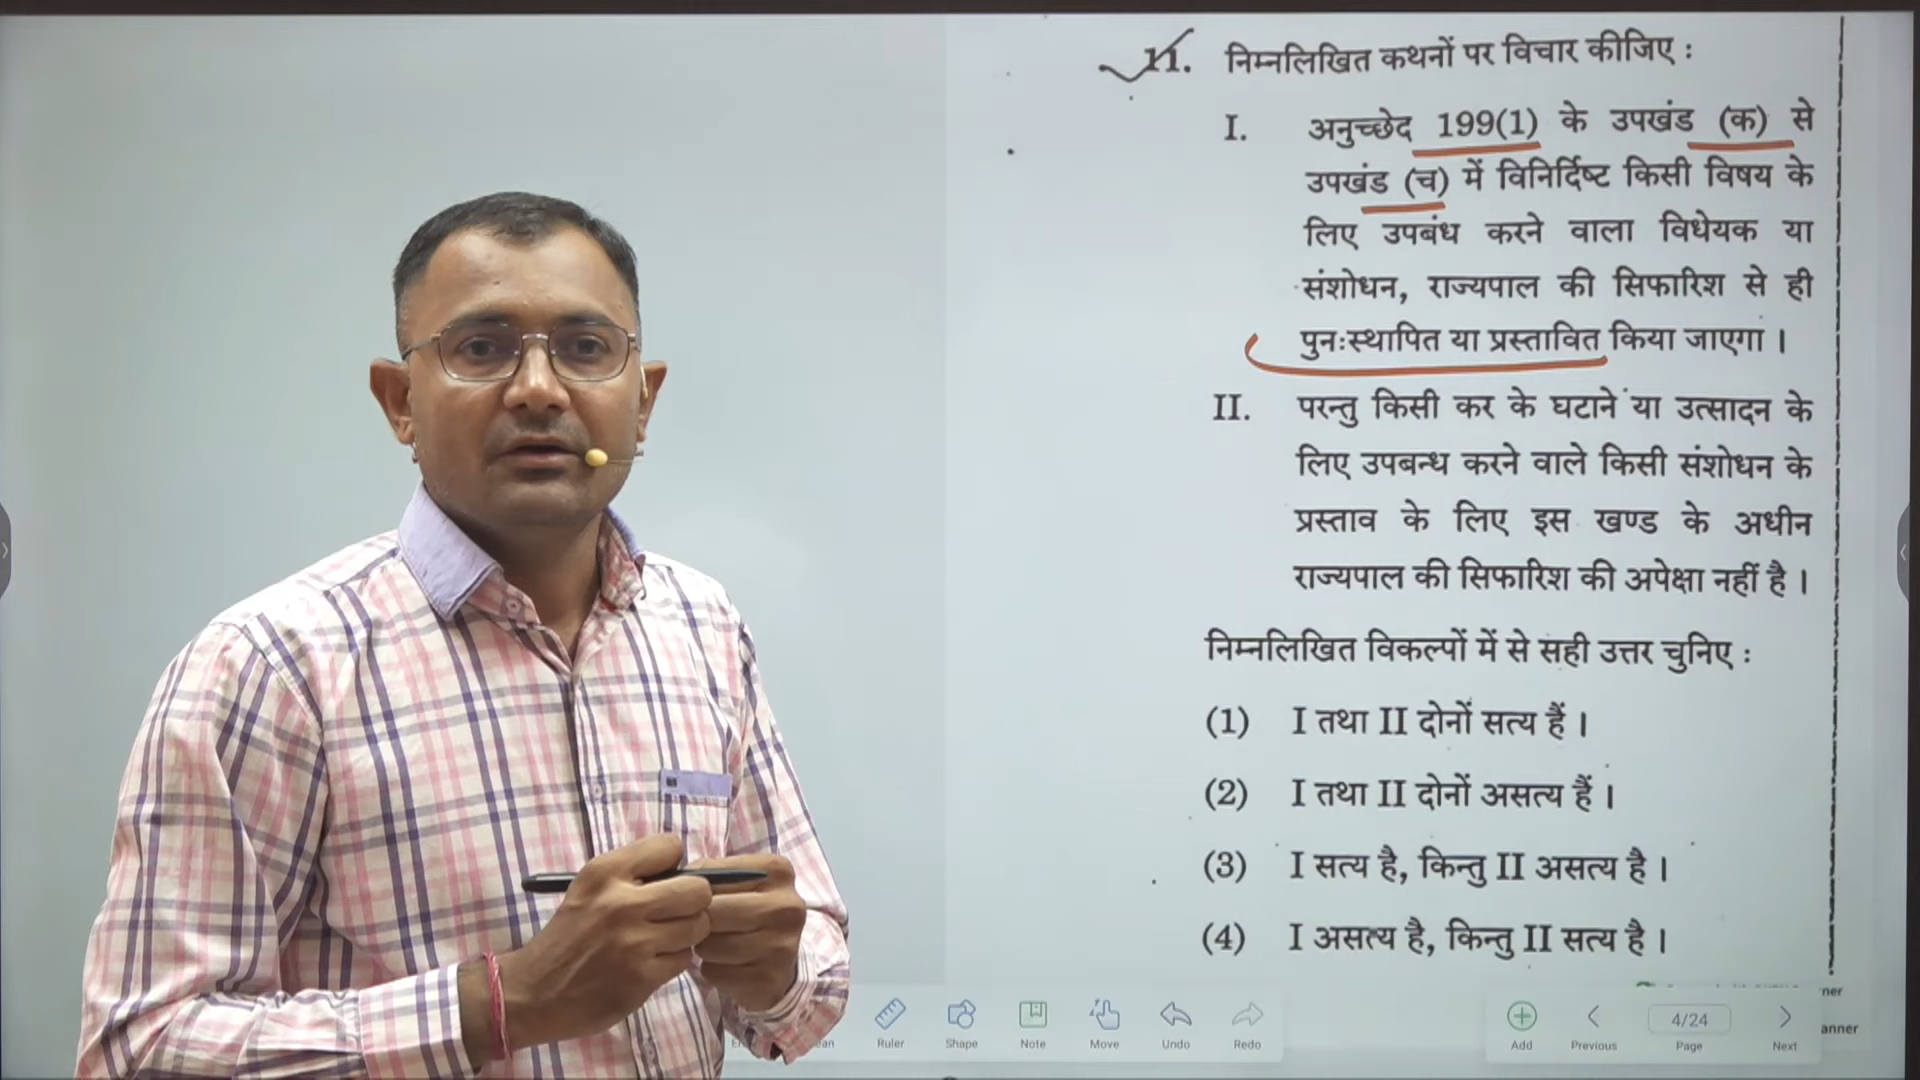 11. निम्नलिखित कथनों पर विचार कीजिए :
I. अनुच्छेद 199(1) के उपखंड (क) से
उपखंड (च) में विनिर्दिष्ट किसी विषय के
लिए उपबंध करने वाला विधेयक या
संशोधन, राज्यपाल की सिफारिश से ही
पुनःस्थापित या प्रस्तावित किया जाएगा ।
II. परन्तु किसी कर के घटाने या उत्सादन के
लिए उपबन्ध करने वाले किसी संशोधन के
प्रस्ताव के लिए इस खण्ड के अधीन
राज्यपाल की सिफारिश की अपेक्षा नहीं है ।
निम्नलिखित विकल्पों में से सही उत्तर चुनिए :
(1) I तथा II दोनों सत्य हैं ।
(2) I तथा II दोनों असत्य हैं ।
(3) I सत्य है, किन्तु II असत्य है ।
(4) I असत्य है, किन्तु II सत्य है ।
Ruler Shape Note Move Undo Redo
4/24
Add Previous Page Next